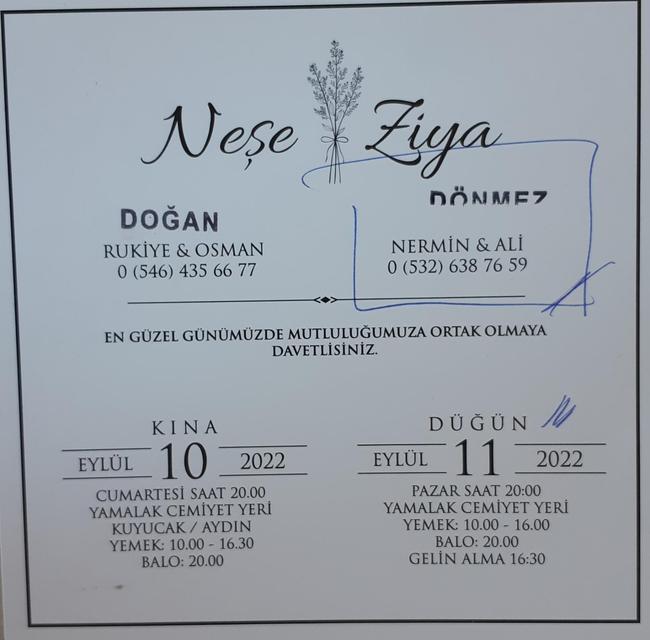 Neşe Ziya
DOĞAN
RUKİYE & OSMAN
0 (546) 435 66 77
DÖNMEZ
NERMİN & ALİ
0 (532) 638 76 59
EN GÜZEL GÜNÜMÜZDE MUTLULUĞUMUZA ORTAK OLMAYA
DAVETLİSİNİZ.
KINA
EYLÜL 10 2022
CUMARTESİ SAAT 20.00
YAMALAK CEMİYET YERİ
KUYUCAK / AYDIN
YEMEK: 10.00 - 16.30
BALO: 20.00
DÜĞÜN
EYLÜL 11 2022
PAZAR SAAT 20:00
YAMALAK CEMİYET YERİ
YEMEK: 10.00 - 16.00
BALO: 20.00
GELİN ALMA 16:30